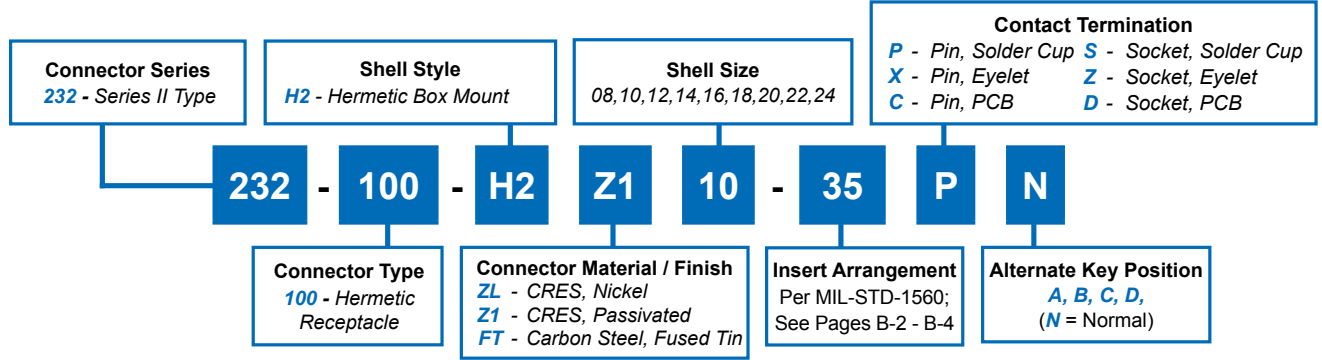 Contact Termination
P - Pin, Solder Cup S - Socket, Solder Cup
X - Pin, Eyelet Z - Socket, Eyelet
C - Pin, PCB D - Socket, PCB
Connector Series
232 - Series II Type
Shell Style
H2 - Hermetic Box Mount
Shell Size
08,10,12,14,16,18,20,22,24
232 - 100 - H2 Z1 10 - 35 P N
Connector Type
100 - Hermetic
Receptacle
Connector Material / Finish
ZL - CRES, Nickel
Z1 - CRES, Passivated
FT - Carbon Steel, Fused Tin
Insert Arrangement
Per MIL-STD-1560;
See Pages B-2 - B-4
Alternate Key Position
A, B, C, D,
(N = Normal)